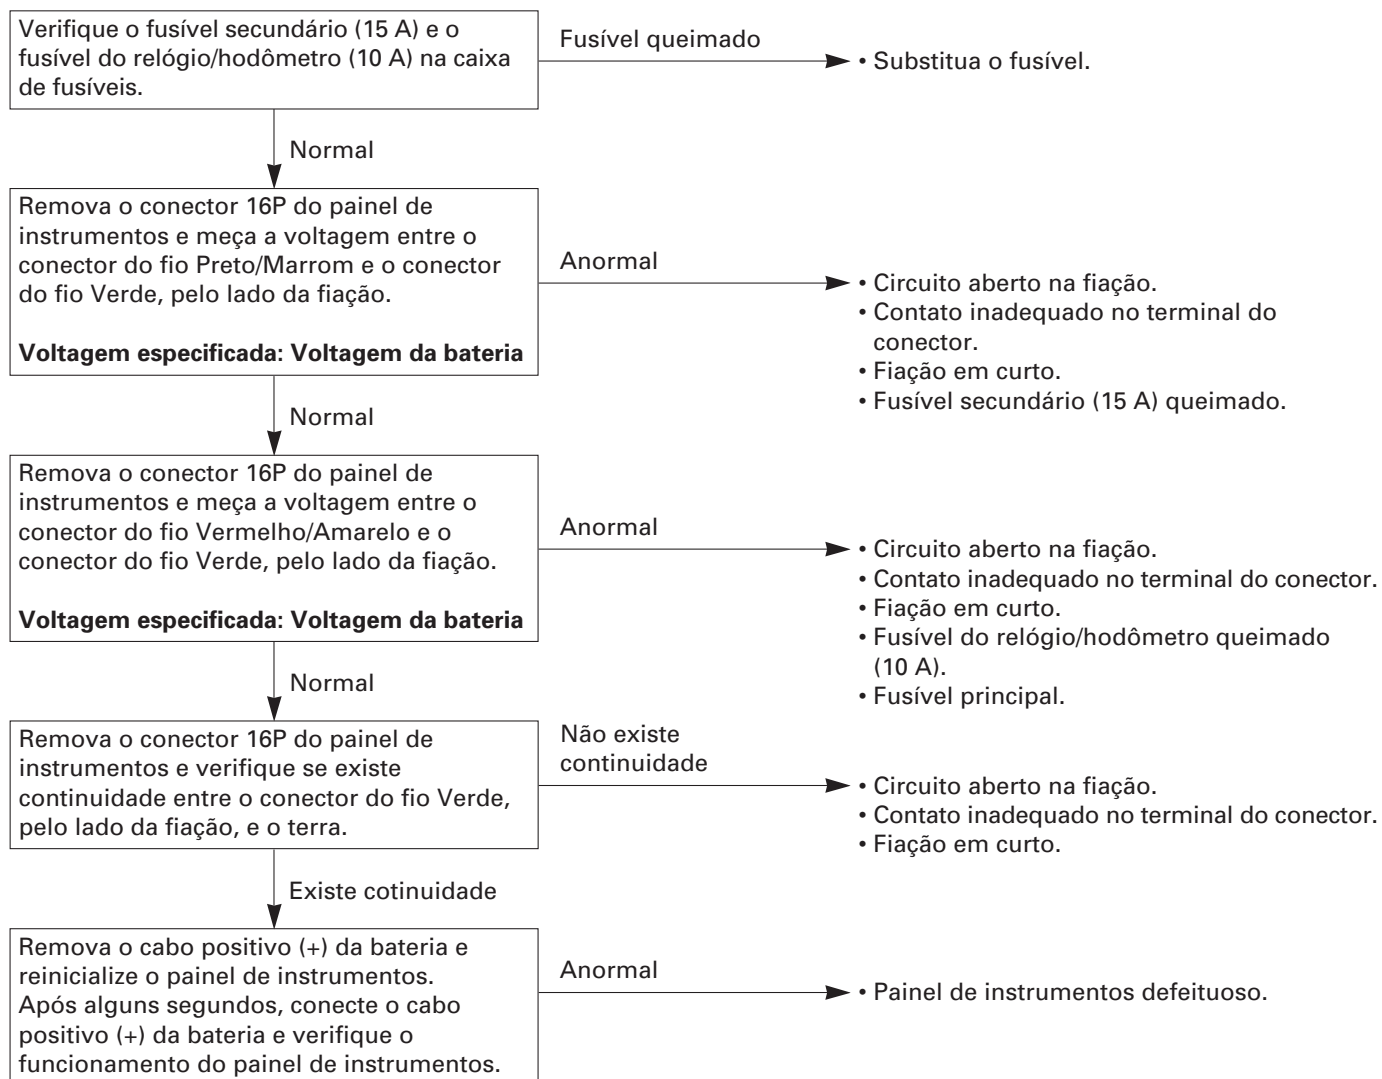 Verifique o fusível secundário (15 A) e o
fusível do relógio/hodômetro (10 A) na caixa
de fusíveis.
Fusível queimado
• Substitua o fusível.
Normal
Remova o conector 16P do painel de
instrumentos e meça a voltagem entre o
conector do fio Preto/Marrom e o conector
do fio Verde, pelo lado da fiação.
Voltagem especificada: Voltagem da bateria
Anormal
• Circuito aberto na fiação.
• Contato inadequado no terminal do
conector.
• Fiação em curto.
• Fusível secundário (15 A) queimado.
Normal
Remova o conector 16P do painel de
instrumentos e meça a voltagem entre o
conector do fio Vermelho/Amarelo e o
conector do fio Verde, pelo lado da fiação.
Voltagem especificada: Voltagem da bateria
Anormal
• Circuito aberto na fiação.
• Contato inadequado no terminal do conector.
• Fiação em curto.
• Fusível do relógio/hodômetro queimado
(10 A).
• Fusível principal.
Normal
Remova o conector 16P do painel de
instrumentos e verifique se existe
continuidade entre o conector do fio Verde,
pelo lado da fiação, e o terra.
Não existe
continuidade
• Circuito aberto na fiação.
• Contato inadequado no terminal do conector.
• Fiação em curto.
Existe cotinuidade
Remova o cabo positivo (+) da bateria e
reinicialize o painel de instrumentos.
Após alguns segundos, conecte o cabo
positivo (+) da bateria e verifique o
funcionamento do painel de instrumentos.
Anormal
• Painel de instrumentos defeituoso.